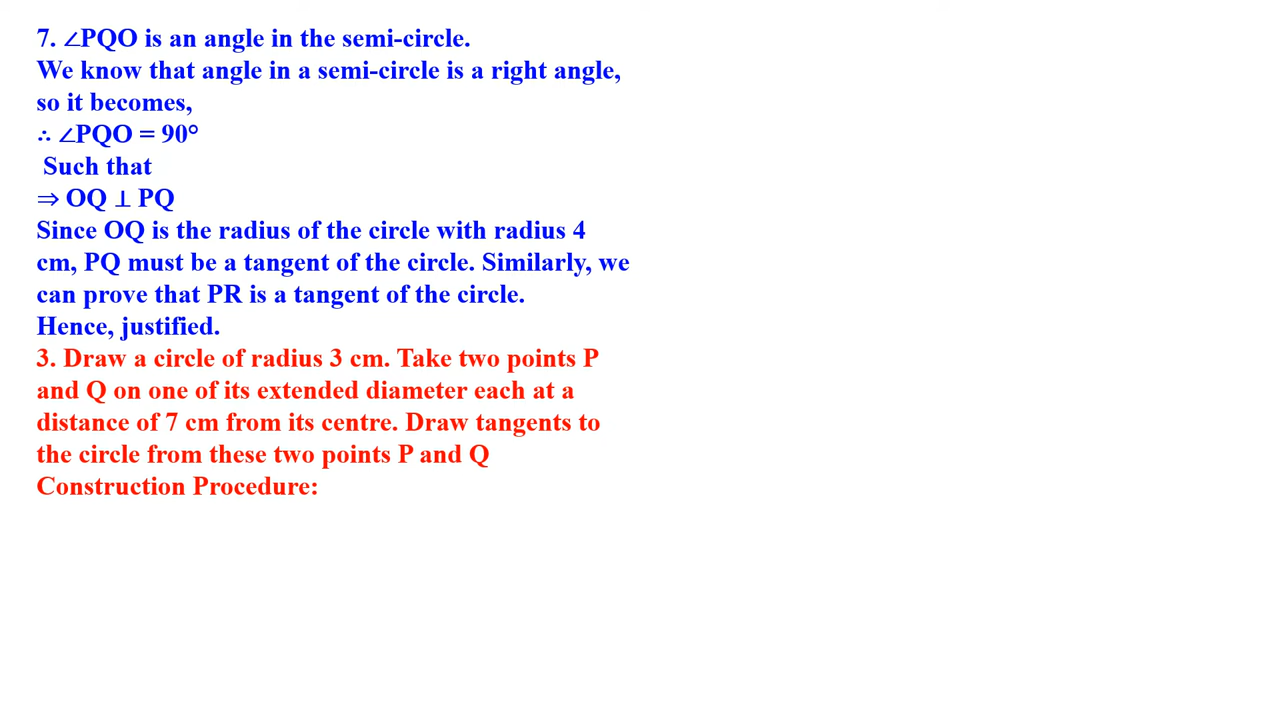 7. ∠PQO is an angle in the semi-circle.
We know that angle in a semi-circle is a right angle,
so it becomes,
∴ ∠PQO = 90°
Such that
⇒ OQ ⊥ PQ
Since OQ is the radius of the circle with radius 4
cm, PQ must be a tangent of the circle. Similarly, we
can prove that PR is a tangent of the circle.
Hence, justified.
3. Draw a circle of radius 3 cm. Take two points P
and Q on one of its extended diameter each at a
distance of 7 cm from its centre. Draw tangents to
the circle from these two points P and Q
Construction Procedure: